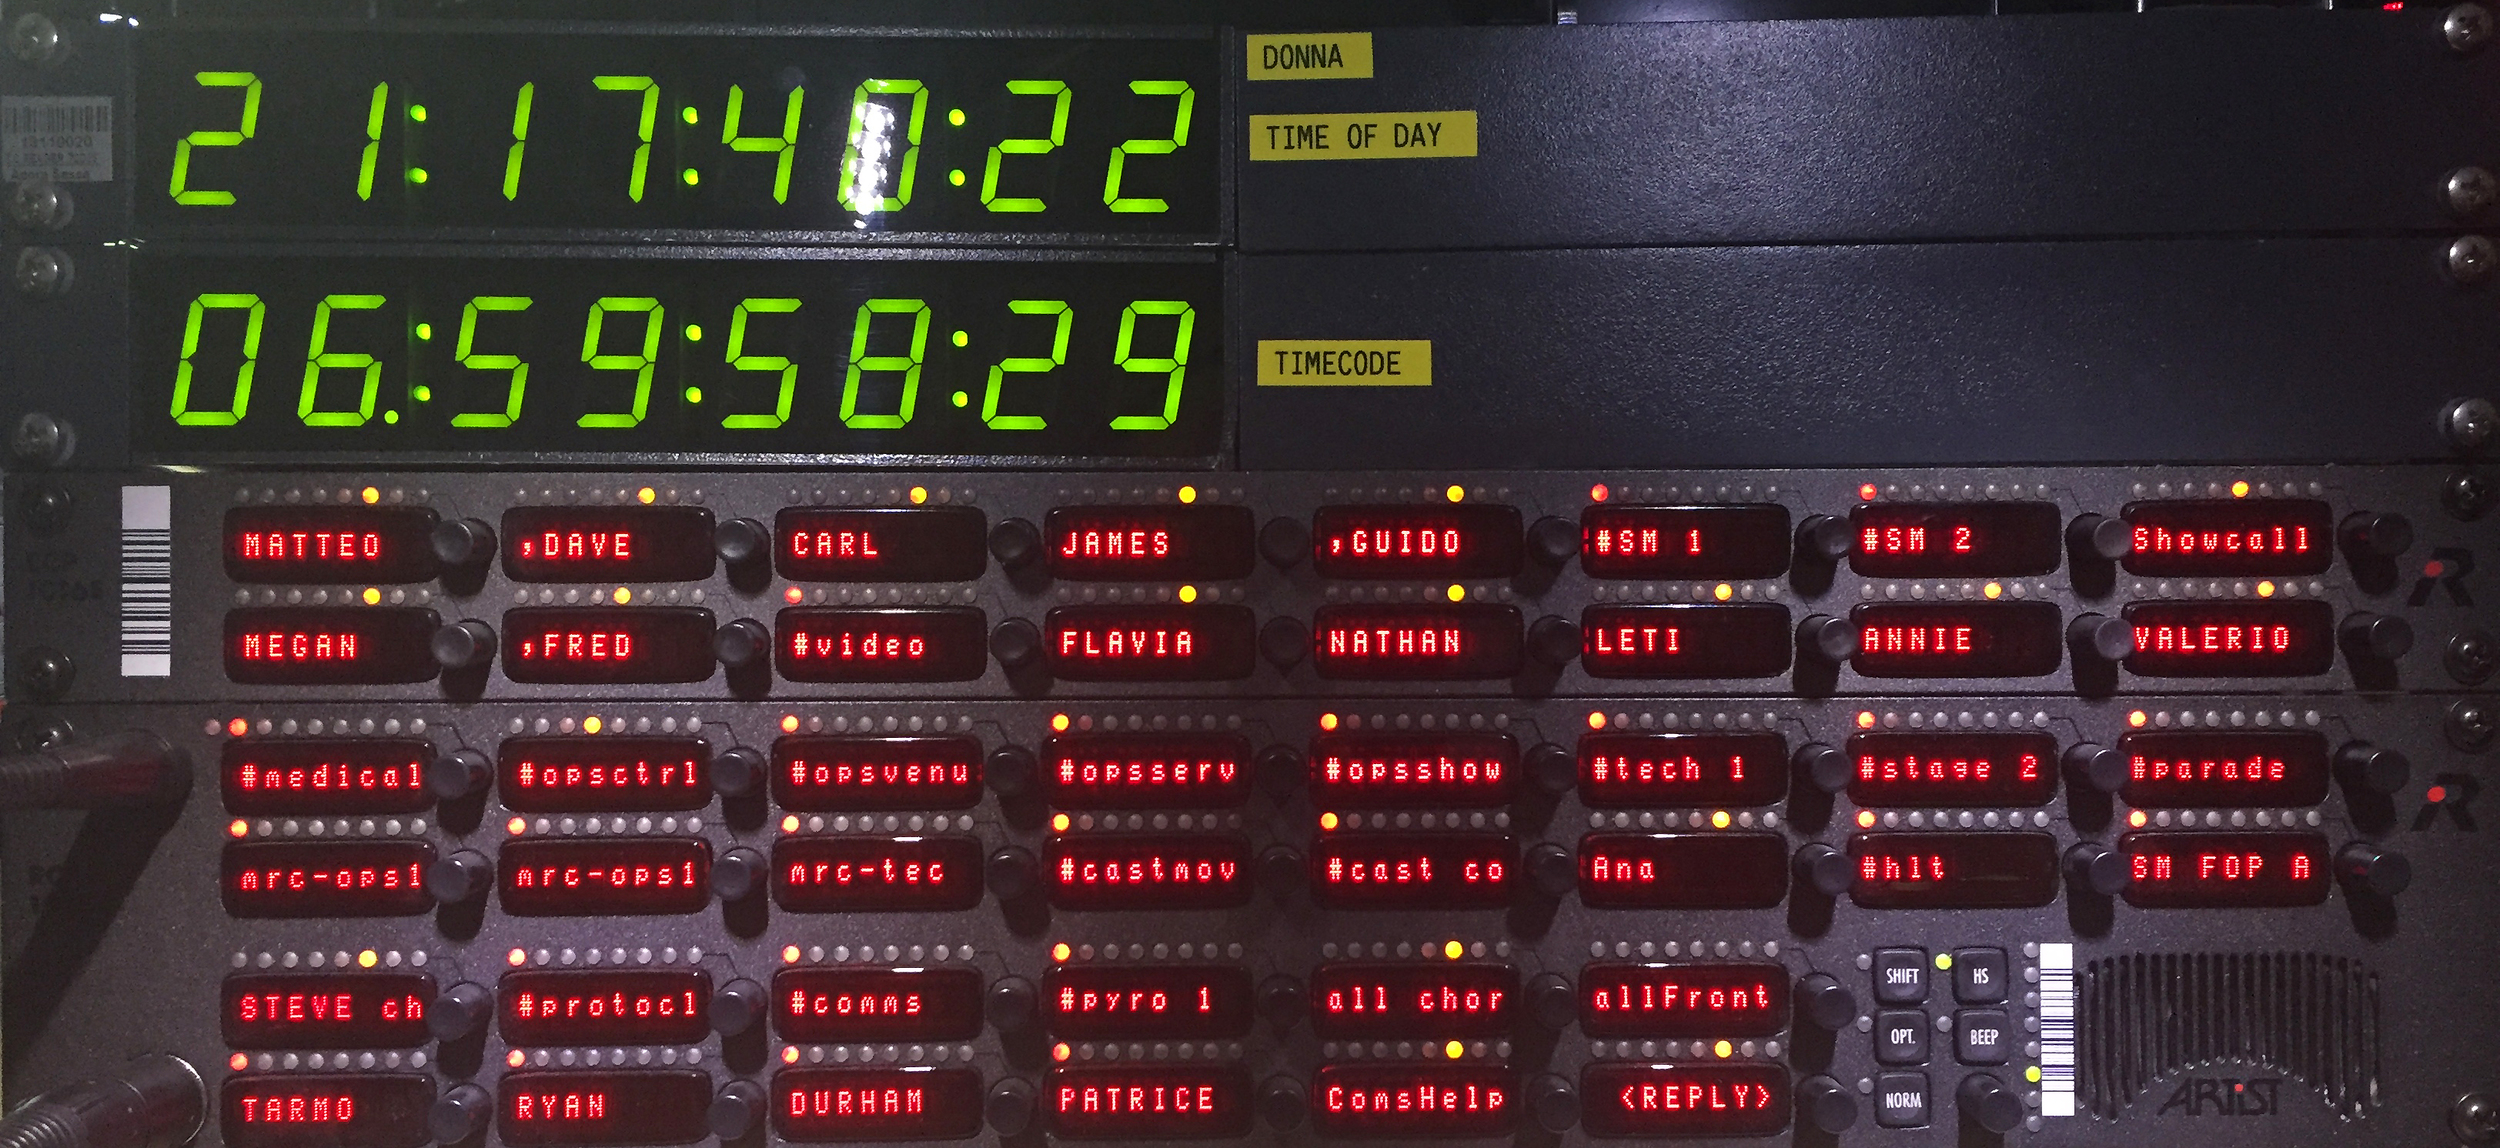 21:17:40:22
DONNA
TIME OF DAY
06.:59:58:29
TIMECODE
MATTEO ,DAVE CARL JAMES ,GUIDO #SM 1 #SM 2 Showcall
MEGAN ,FRED #video FLAVIA NATHAN LETI ANNIE VALERIO
#medical #opsctrl #opsvenu #opsserv #opsshow #tech 1 #stage 2 #parade
mrc-ops1 mrc-ops1 mrc-tec #castmov #cast co Ana #hlt SM FOP A
STEVE ch #protocl #comms #pyro 1 all chor allFront SHIFT HS
OPT. BEEP
TARMO RYAN DURHAM PATRICE ComsHelp <REPLY> NORM
ARTIST